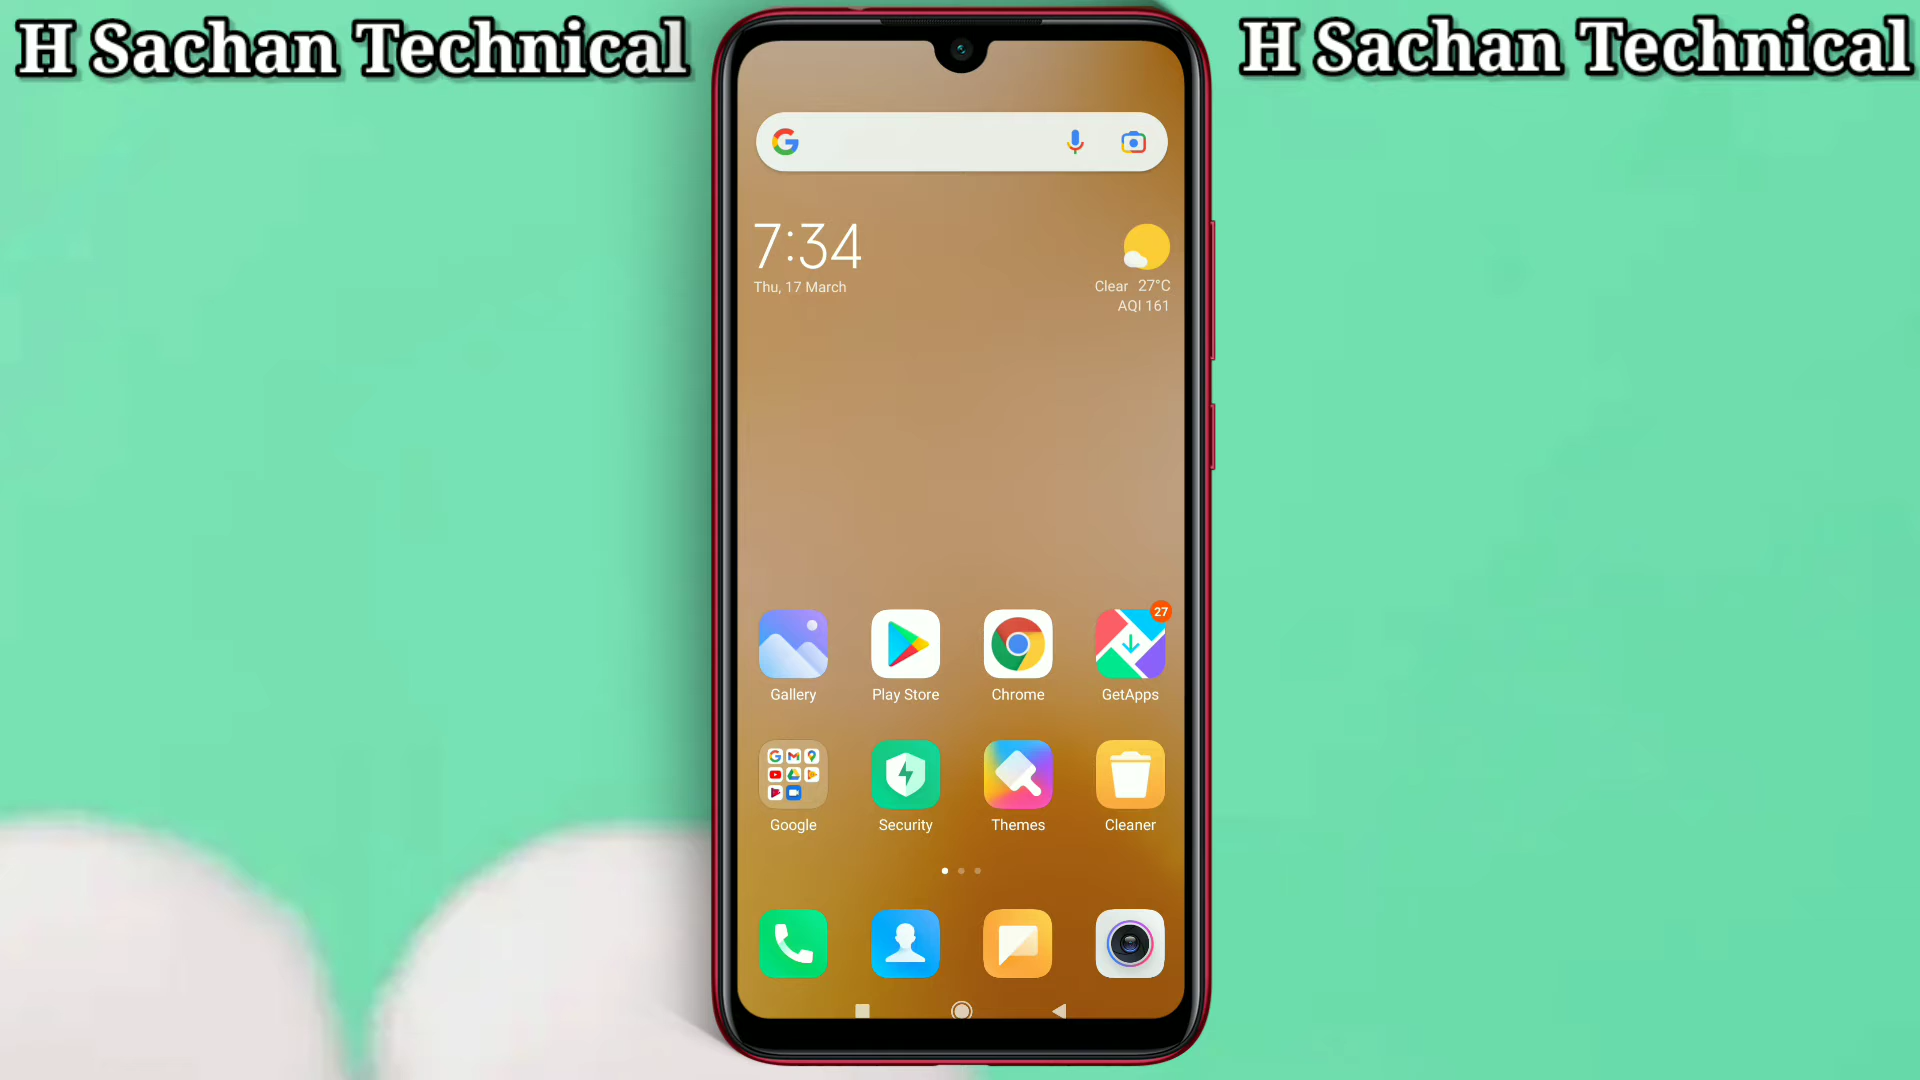 H Sachan Technical
H Sachan Technical
7:34
Thu, 17 March
Clear 27°C
AQI 161
27
Gallery
Play Store
Chrome
GetApps
Google
Security
Themes
Cleaner